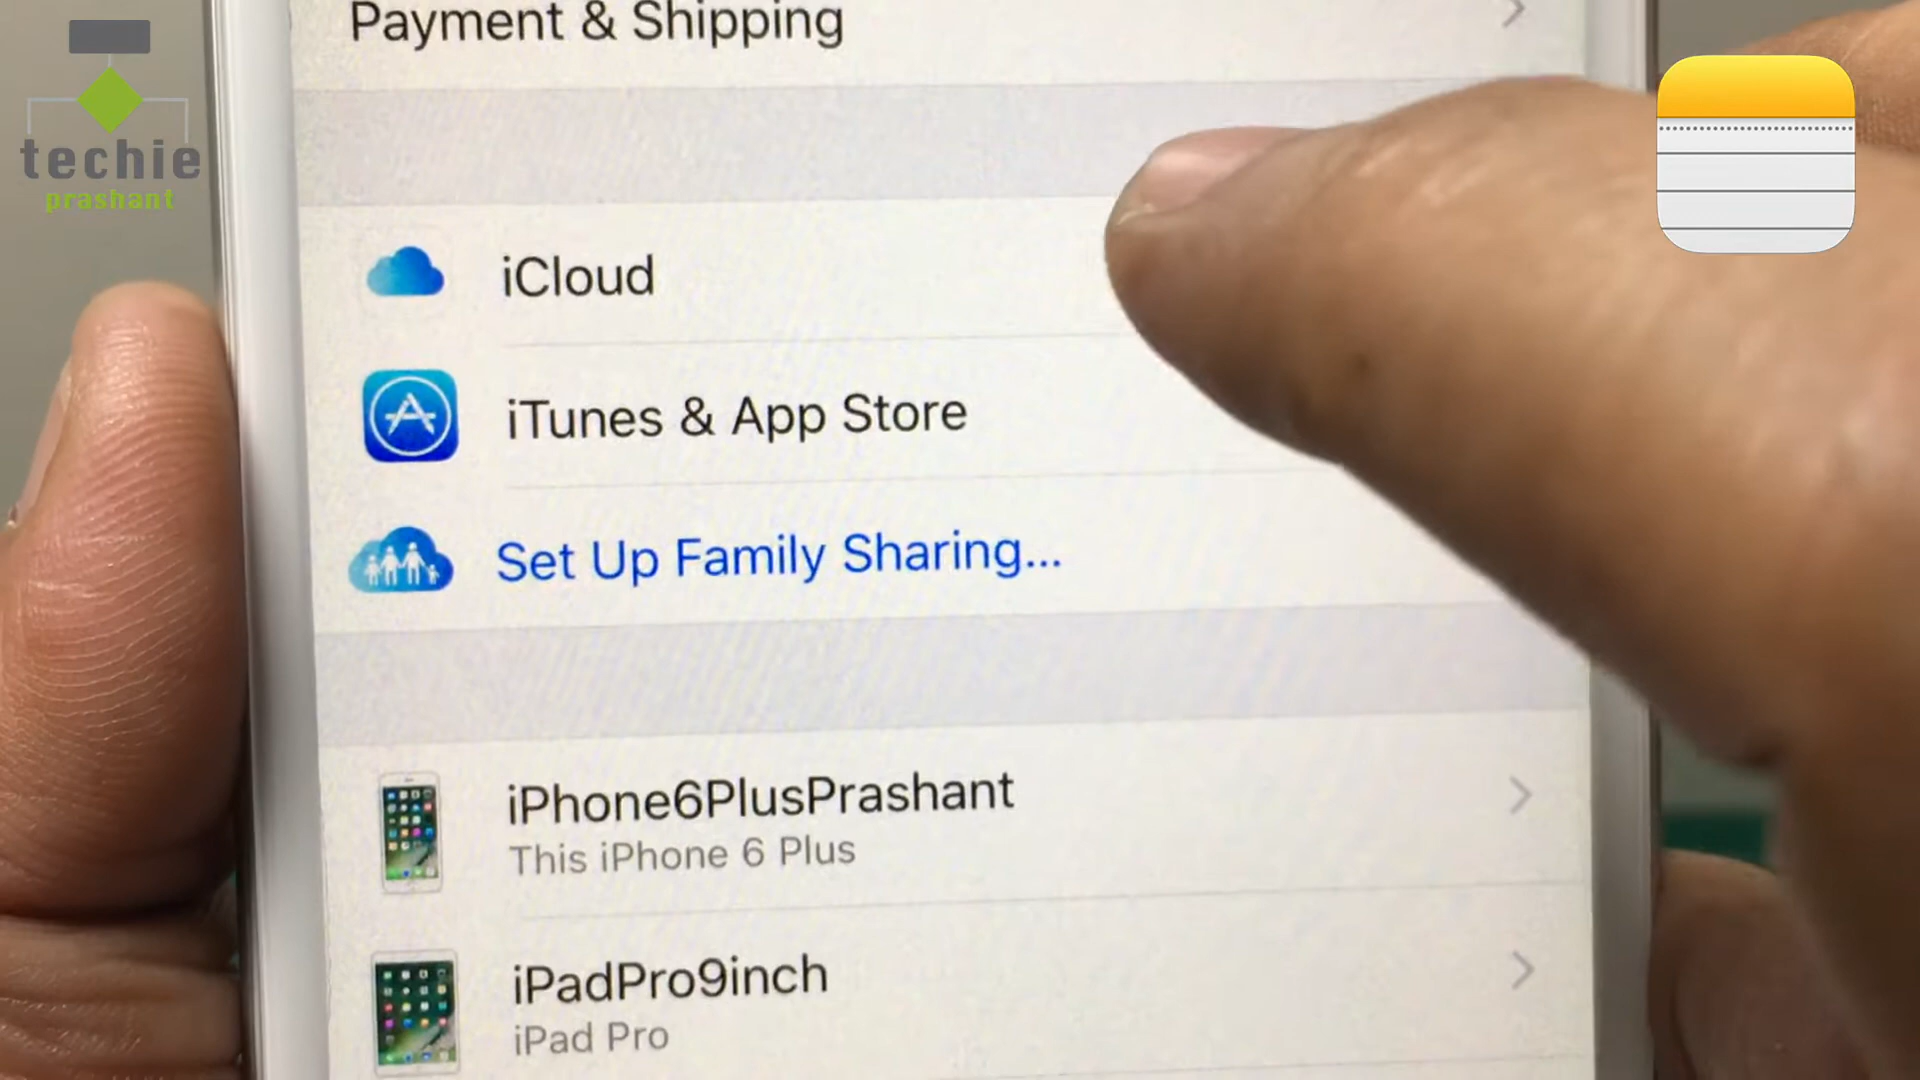 Payment & Shipping
techie
prashant
iCloud
iTunes & App Store
Set Up Family Sharing...
iPhone6PlusPrashant
This iPhone 6 Plus
iPadPro9inch
iPad Pro